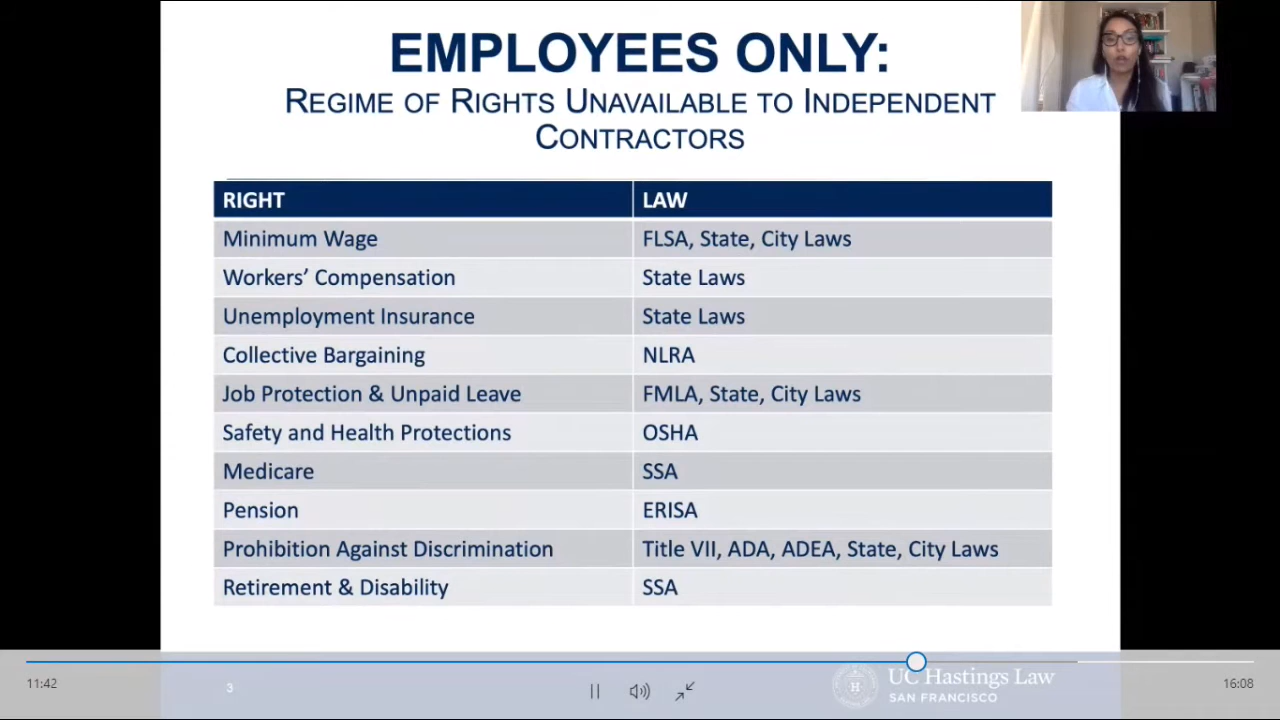 EMPLOYEES ONLY:
REGIME OF RIGHTS UNAVAILABLE TO INDEPENDENT
CONTRACTORS
RIGHT LAW
Minimum Wage FLSA, State, City Laws
Workers’ Compensation State Laws
Unemployment Insurance State Laws
Collective Bargaining NLRA
Job Protection & Unpaid Leave FMLA, State, City Laws
Safety and Health Protections OSHA
Medicare SSA
Pension ERISA
Prohibition Against Discrimination Title VII, ADA, ADEA, State, City Laws
Retirement & Disability SSA
11:42
3
H
UC Hastings Law
SAN FRANCISCO
16:08